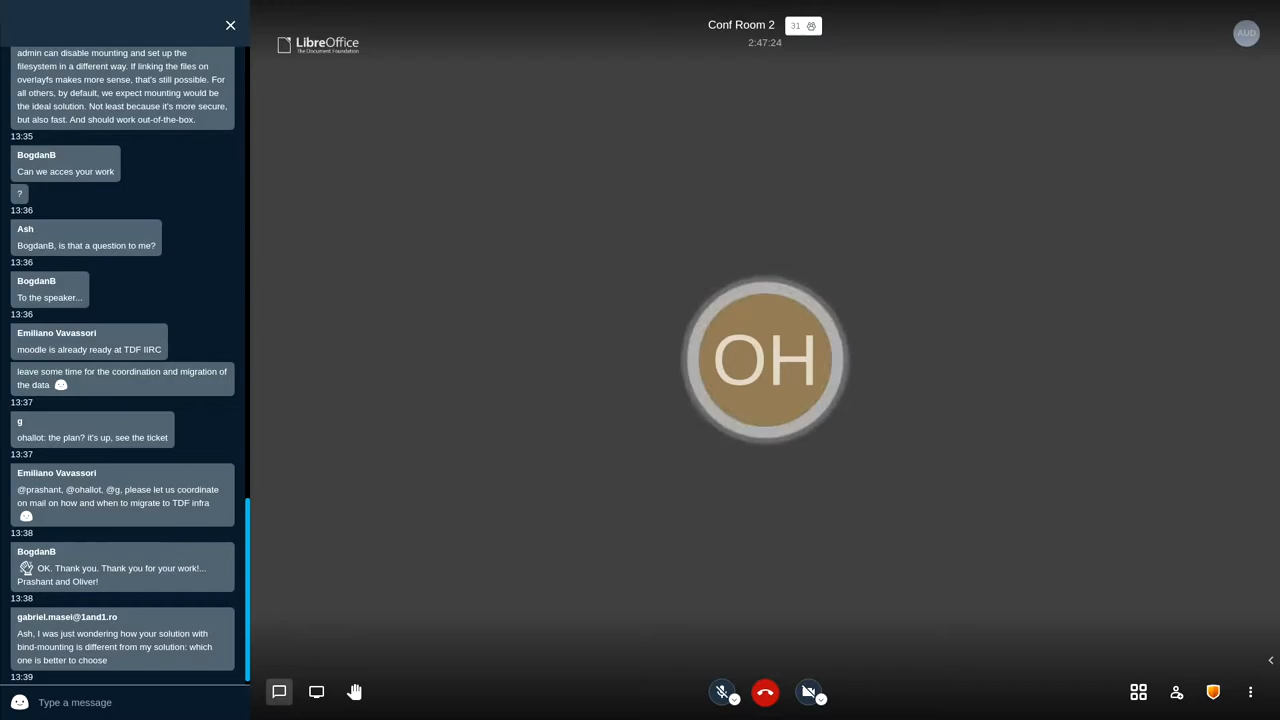 admin can disable mounting and set up the
filesystem in a different way. If linking the files on
overlayfs makes more sense, that's still possible. For
all others, by default, we expect mounting would be
the ideal solution. Not least because it's more secure,
but also fast. And should work out-of-the-box.
13:35
BogdanB
Can we acces your work
?
13:36
Ash
BogdanB, is that a question to me?
13:36
BogdanB
To the speaker...
13:36
Emiliano Vavassori
moodle is already ready at TDF IIRC
leave some time for the coordination and migration of
the data
13:37
g
ohallot: the plan? it's up, see the ticket
13:37
Emiliano Vavassori
@prashant, @ohallot, @g, please let us coordinate
on mail on how and when to migrate to TDF infra
13:38
BogdanB
OK. Thank you. Thank you for your work!...
Prashant and Oliver!
13:38
gabriel.masei@1and1.ro
Ash, I was just wondering how your solution with
bind-mounting is different from my solution: which
one is better to choose
13:39
Type a message
LibreOffice
The Document Foundation
Conf Room 2
31
2:47:24
AUD
OH